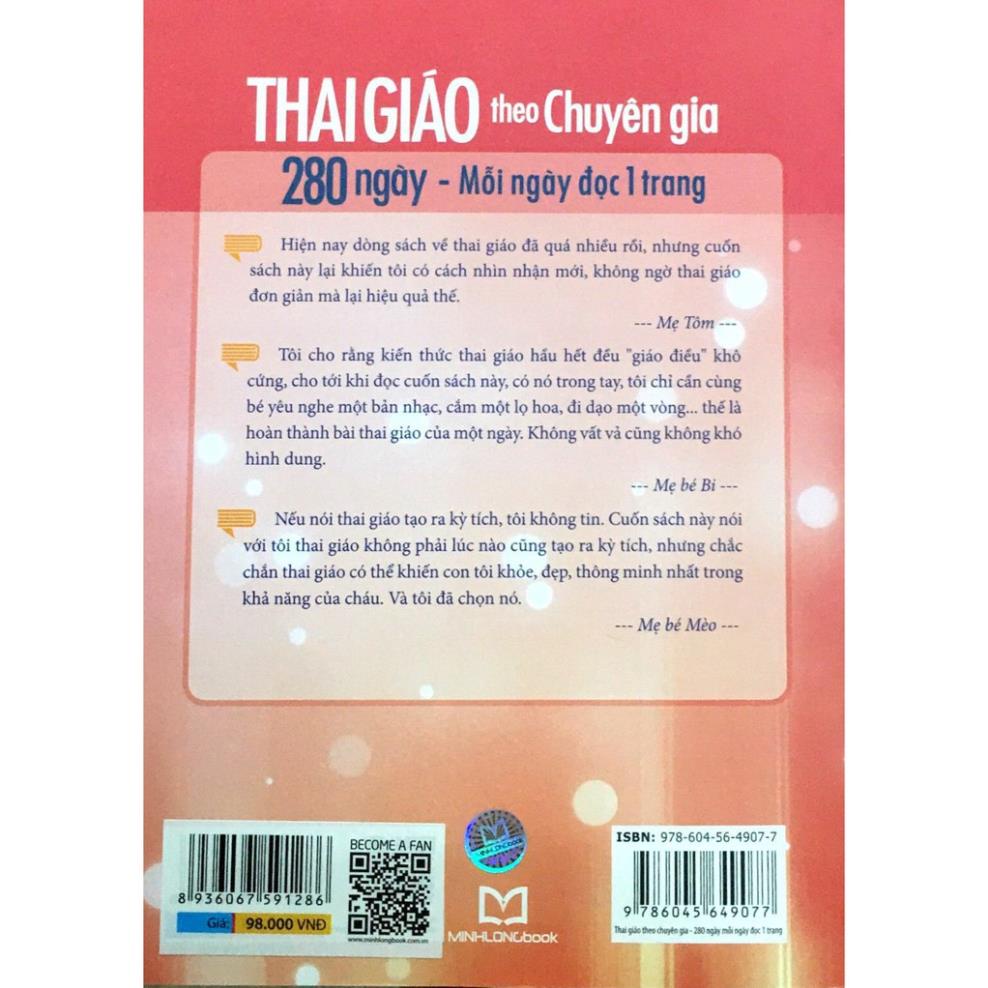 THAI GIÁO theo Chuyên gia
280 ngày - Mỗi ngày đọc 1 trang
Hiện nay dòng sách về thai giáo đã quá nhiều rồi, nhưng cuốn
sách này lại khiến tôi có cách nhìn nhận mới, không ngờ thai giáo
đơn giản mà lại hiệu quả thế.
--- Mẹ Tôm ---
Tôi cho rằng kiến thức thai giáo hầu hết đều "giáo điều" khô
cứng, cho tới khi đọc cuốn sách này, có nó trong tay, tôi chỉ cần cùng
bé yêu nghe một bản nhạc, cắm một lọ hoa, đi dạo một vòng... thế là
hoàn thành bài thai giáo của một ngày. Không vất vả cũng không khó
hình dung.
--- Mẹ bé Bi ---
Nếu nói thai giáo tạo ra kỳ tích, tôi không tin. Cuốn sách này nói
với tôi thai giáo không phải lúc nào cũng tạo ra kỳ tích, nhưng chắc
chắn thai giáo có thể khiến con tôi khỏe, đẹp, thông minh nhất trong
khả năng của cháu. Và tôi đã chọn nó.
--- Mẹ bé Mèo ---
8 936067 591286
Giá: 98.000 VNĐ
BECOME A FAN
www.minhlongbook.com.vn
MINHLONGbook
MINHLONGbook
ISBN: 978-604-56-4907-7
9 786045 649077
Thai giáo theo chuyên gia - 280 ngày mỗi ngày đọc 1 trang